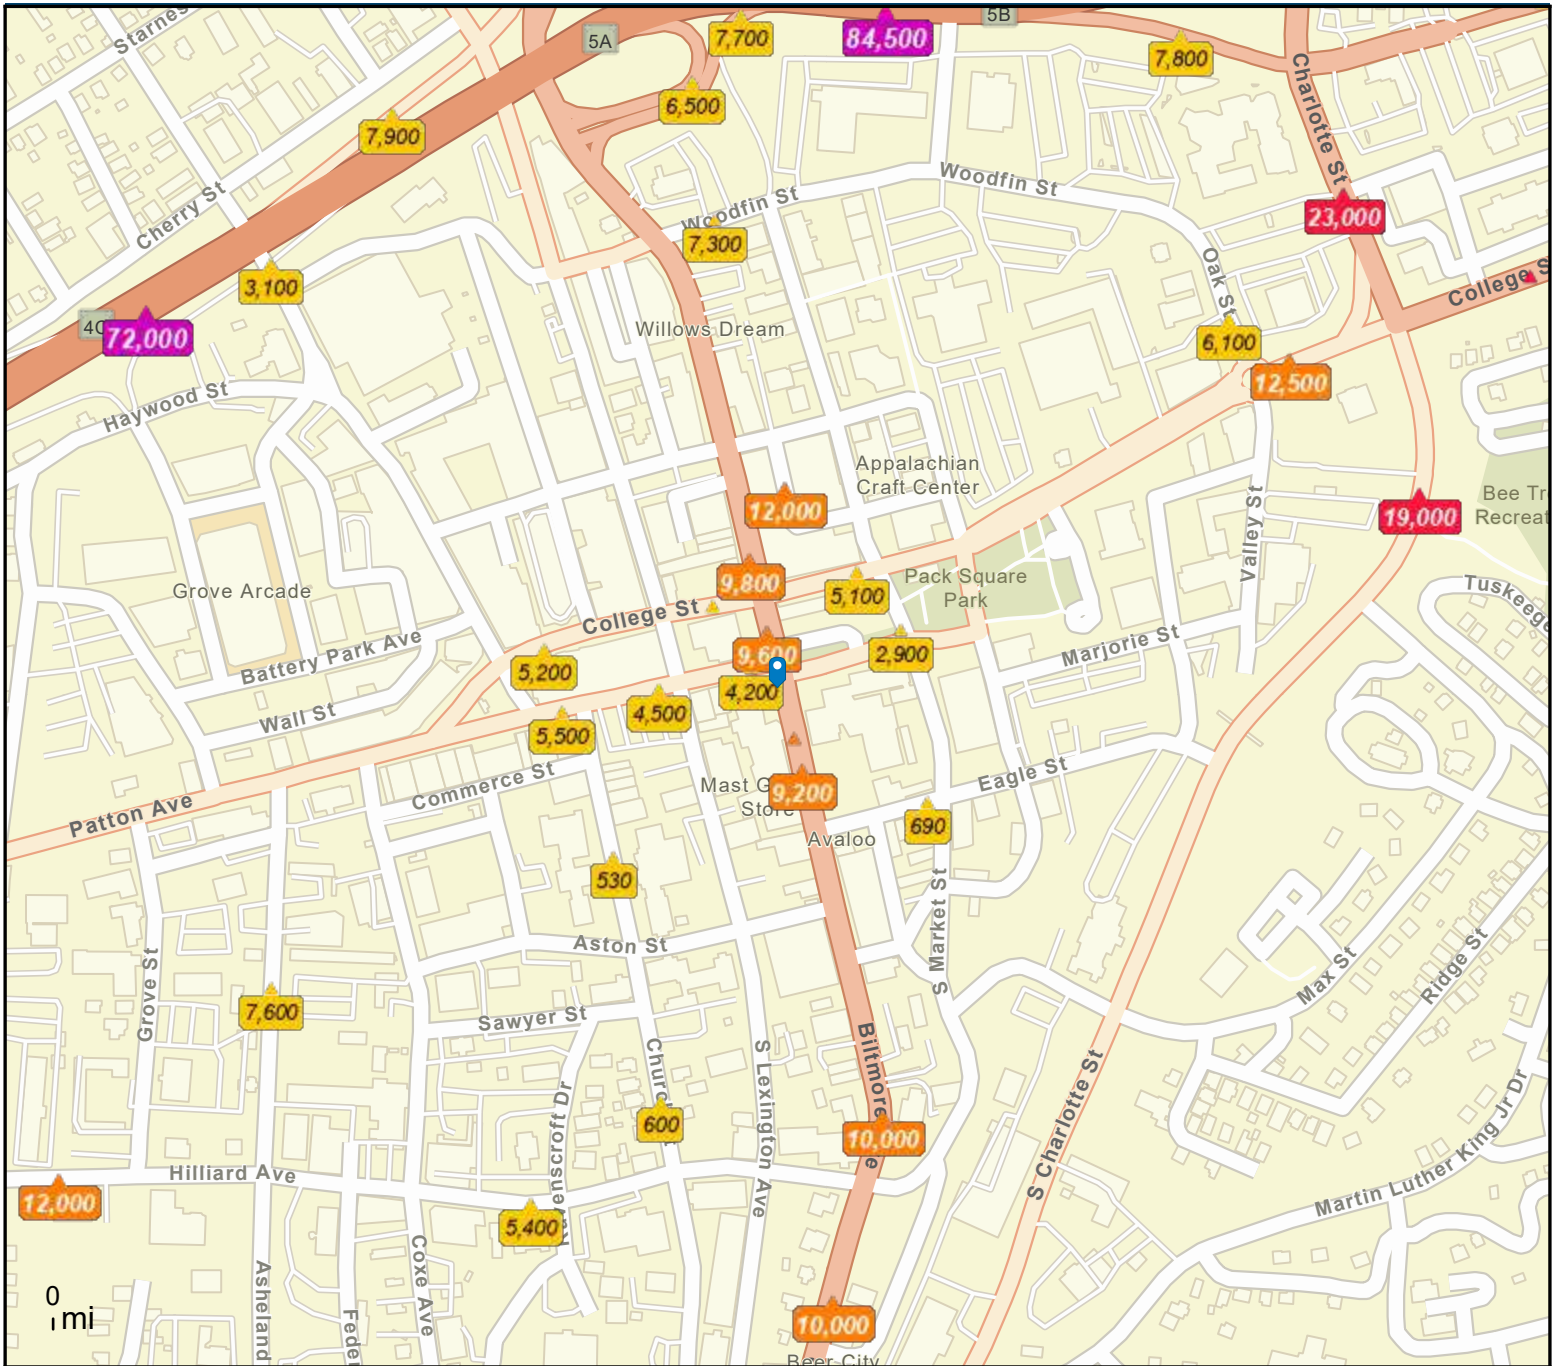 5A
5B
7,700
84,500
7,800
Starnes
Charlotte St
6,500
7,900
Woodfin St
Woodfin St
Cherry St
23,000
7,300
Oak St
3,100
College S
72,000
Willows Dream
6,100
12,500
Haywood St
Appalachian
Craft Center
12,000
Bee Tr
Recreat
19,000
Valley St
9,800
Pack Square
Park
5,100
Grove Arcade
Tuskeege
College St
Battery Park Ave
9,600
2,900
Marjorie St
5,200
4,200
Wall St
4,500
5,500
Commerce St
Eagle St
Mast G
Store
9,200
Patton Ave
690
Avaloo
530
S Market St
Aston St
Grove St
7,600
Sawyer St
Max St
Ridge St
Biltmore
S Lexington Ave
600
10,000
S Charlotte St
Hilliard Ave
12,000
5,400
Martin Luther King Jr Dr
Coxe Ave
Asheland
Feder
0
mi
10,000
Beer City